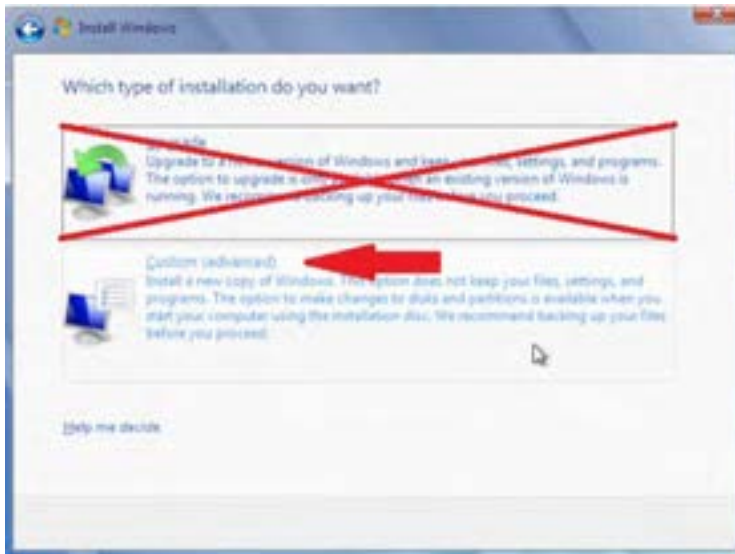 Install Windows
Which type of installation do you want?
Upgrade
Upgrade to a new version of Windows and keep your files, settings, and programs.
The option to upgrade is only available when an existing version of Windows is
running. We recommend backing up your files before you proceed.
Custom (advanced)
Install a new copy of Windows. This option does not keep your files, settings, and
programs. The option to make changes to disks and partitions is available when you
start your computer using the installation disc. We recommend backing up your files
before you proceed.
Help me decide